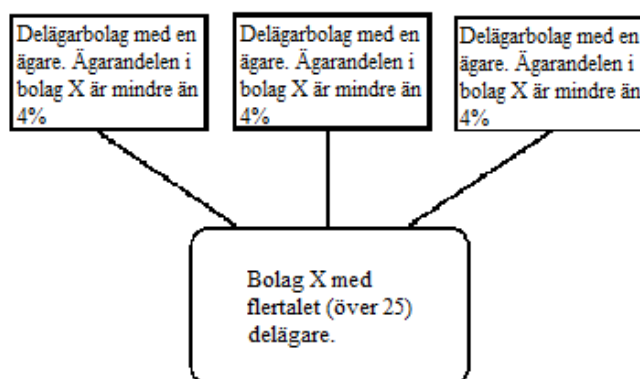 Delägarbolag med en
ägare. Ägarandelen i
bolag X är mindre än
4%
Delägarbolag med en
ägare. Ägarandelen i
bolag X är mindre än
4%
Delägarbolag med en
ägare. Ägarandelen i
bolag X är mindre än
4%
Bolag X med
flertalet (över 25)
delägare.